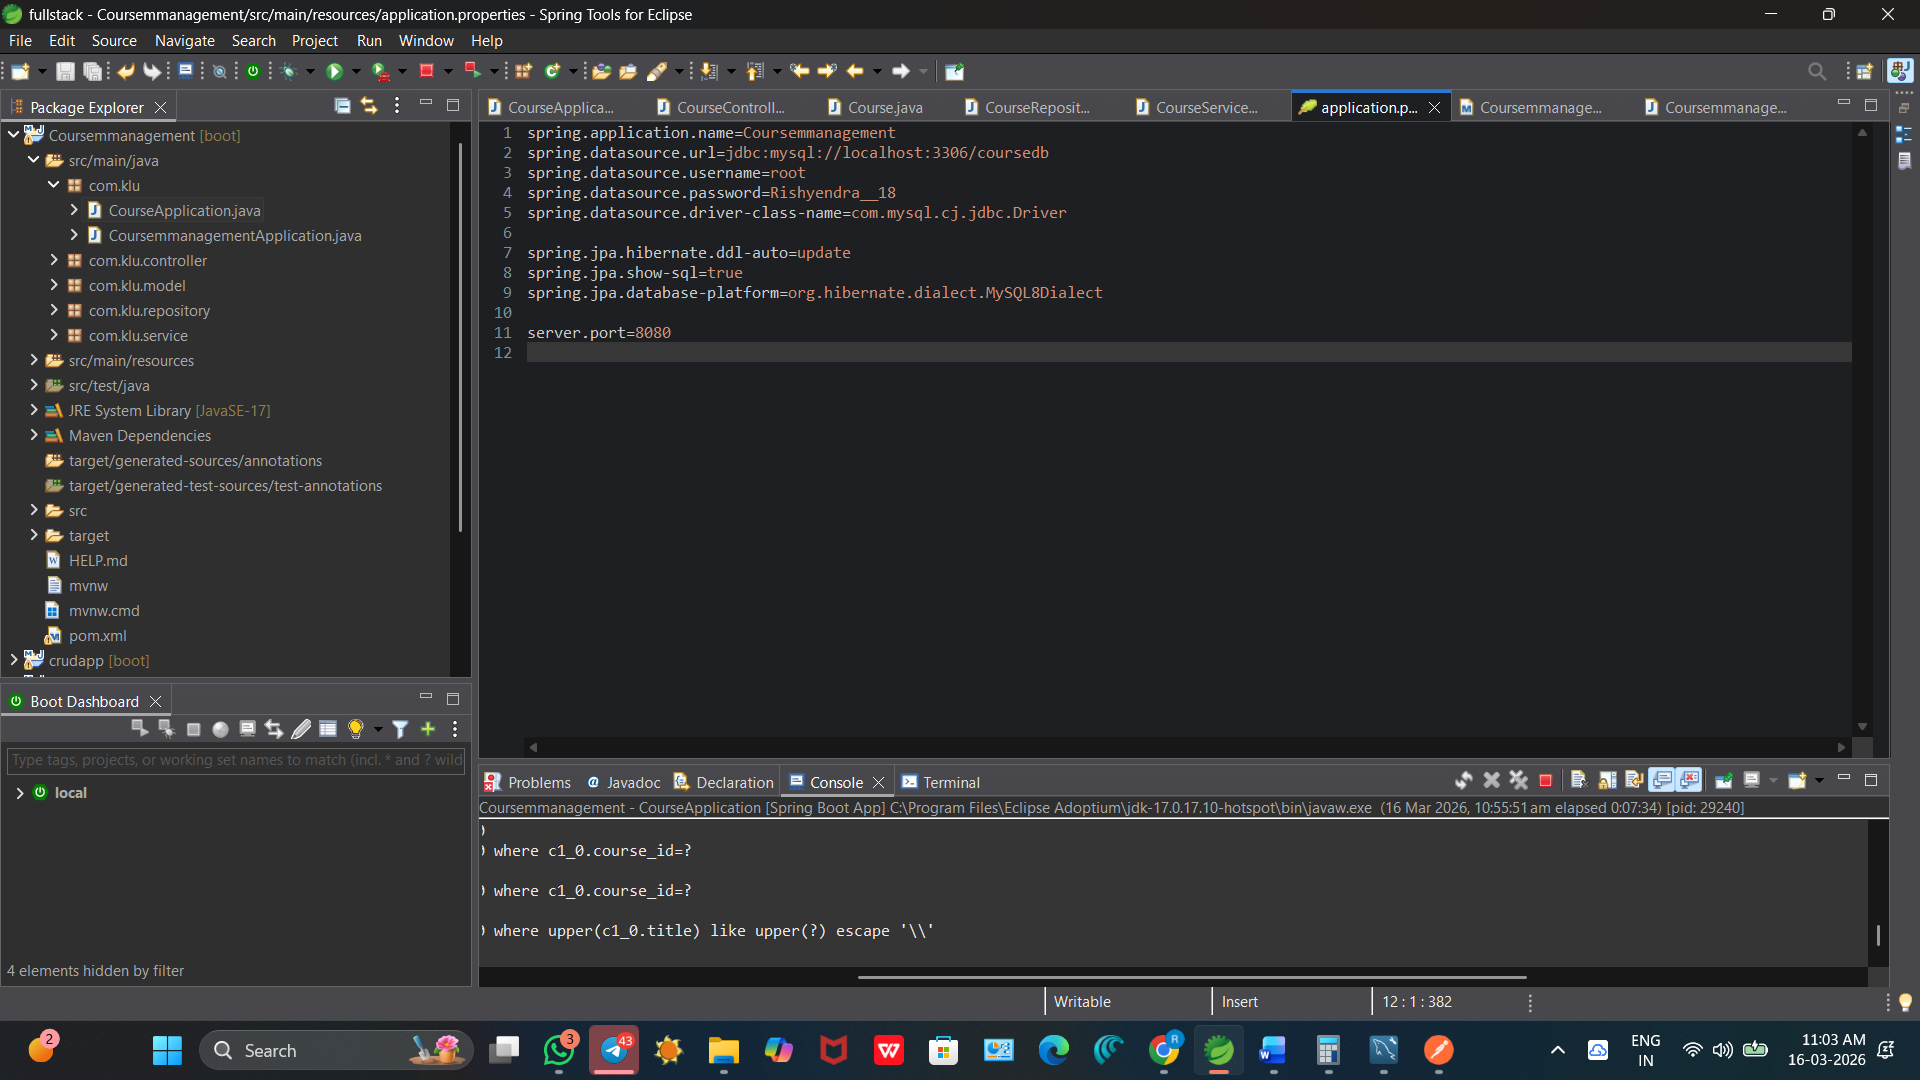 fullstack - Coursemmanagement/src/main/resources/application.properties - Spring Tools for Eclipse
File Edit Source Navigate Search Project Run Window Help
Package Explorer
Coursemmanagement [boot]
src/main/java
com.klu
CourseApplication.java
CoursemmanagementApplication.java
com.klu.controller
com.klu.model
com.klu.repository
com.klu.service
src/main/resources
src/test/java
JRE System Library [JavaSE-17]
Maven Dependencies
target/generated-sources/annotations
target/generated-test-sources/test-annotations
src
target
HELP.md
mvnw
mvnw.cmd
pom.xml
crudapp [boot]
Boot Dashboard
Type tags, projects, or working set names to match (incl. * and ? wild
local
4 elements hidden by filter
CourseApplica... CourseControll... Course.java CourseReposit... CourseService... application.p... Coursemmanage... Coursemmanage...
1 spring.application.name=Coursemmanagement
2 spring.datasource.url=jdbc:mysql://localhost:3306/coursedb
3 spring.datasource.username=root
4 spring.datasource.password=Rishyendra__18
5 spring.datasource.driver-class-name=com.mysql.cj.jdbc.Driver
6
7 spring.jpa.hibernate.ddl-auto=update
8 spring.jpa.show-sql=true
9 spring.jpa.database-platform=org.hibernate.dialect.MySQL8Dialect
10
11 server.port=8080
12
Problems Javadoc Declaration Console Terminal
Coursemmanagement - CourseApplication [Spring Boot App] C:\Program Files\Eclipse Adoptium\jdk-17.0.17.10-hotspot\bin\javaw.exe (16 Mar 2026, 10:55:51 am elapsed 0:07:34) [pid: 29240]
)
) where c1_0.course_id=?
) where c1_0.course_id=?
) where upper(c1_0.title) like upper(?) escape '\\'
Writable Insert 12 : 1 : 382
2
Search
3
43
R
ENG
IN
11:03 AM
16-03-2026